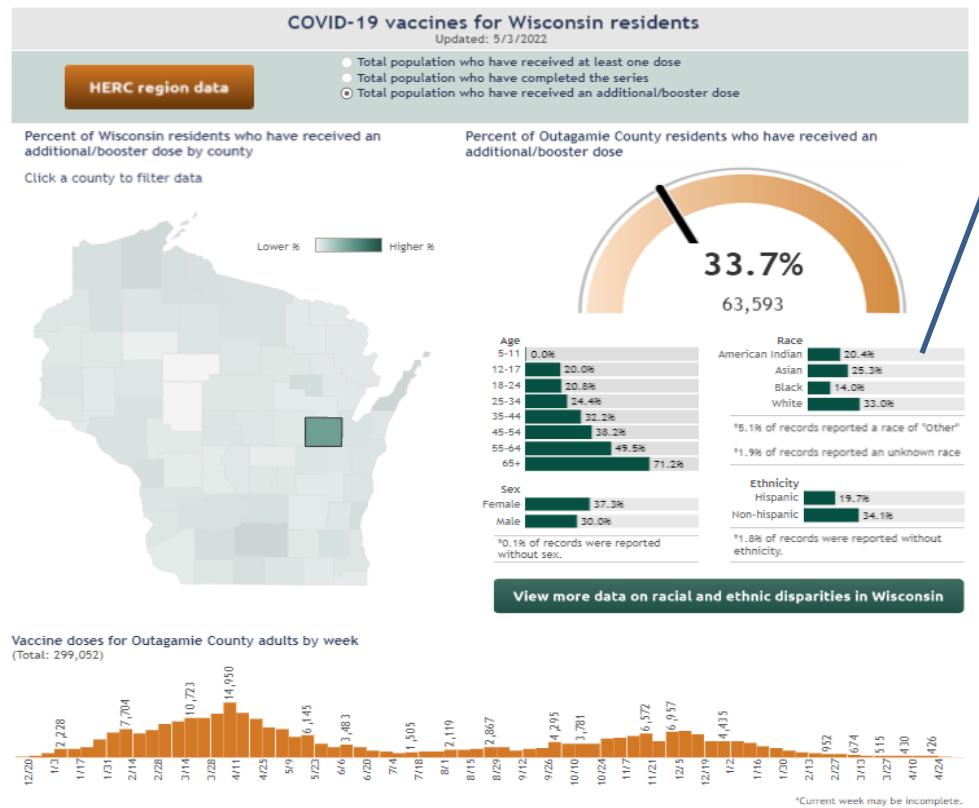 COVID-19 vaccines for Wisconsin residents
Updated: 5/3/2022
HERC region data
Total population who have received at least one dose
Total population who have completed the series
Total population who have received an additional/booster dose
Percent of Wisconsin residents who have received an
additional/booster dose by county
Click a county to filter data
Lower %
Higher %
Percent of Outagamie County residents who have received an
additional/booster dose
33.7%
63,593
Age
5-11 0.0%
12-17 20.0%
18-24 20.8%
25-34 24.4%
35-44 32.2%
45-54 38.2%
55-64 49.5%
65+ 71.2%
Sex
Female 37.3%
Male 30.0%
*0.1% of records were reported
without sex.
Race
American Indian 20.4%
Asian 25.3%
Black 14.0%
White 33.0%
*5.1% of records reported a race of "Other"
*1.9% of records reported an unknown race
Ethnicity
Hispanic 19.7%
Non-hispanic 34.1%
*1.8% of records were reported without
ethnicity.
View more data on racial and ethnic disparities in Wisconsin
Vaccine doses for Outagamie County adults by week
(Total: 299,052)
2,228 7,704 10,723 14,950 6,145 3,483 1,505 2,119 2,867 4,295 3,781 6,572 6,957 4,435 952 674 515 430 426
12/20 1/3 1/17 1/31 2/14 2/28 3/14 3/28 4/11 4/25 5/9 5/23 6/6 6/20 7/4 7/18 8/1 8/15 8/29 9/12 9/26 10/10 10/24 11/7 11/21 12/5 12/19 1/2 1/16 1/30 2/13 2/27 3/13 3/27 4/10 4/24
*Current week may be incomplete.